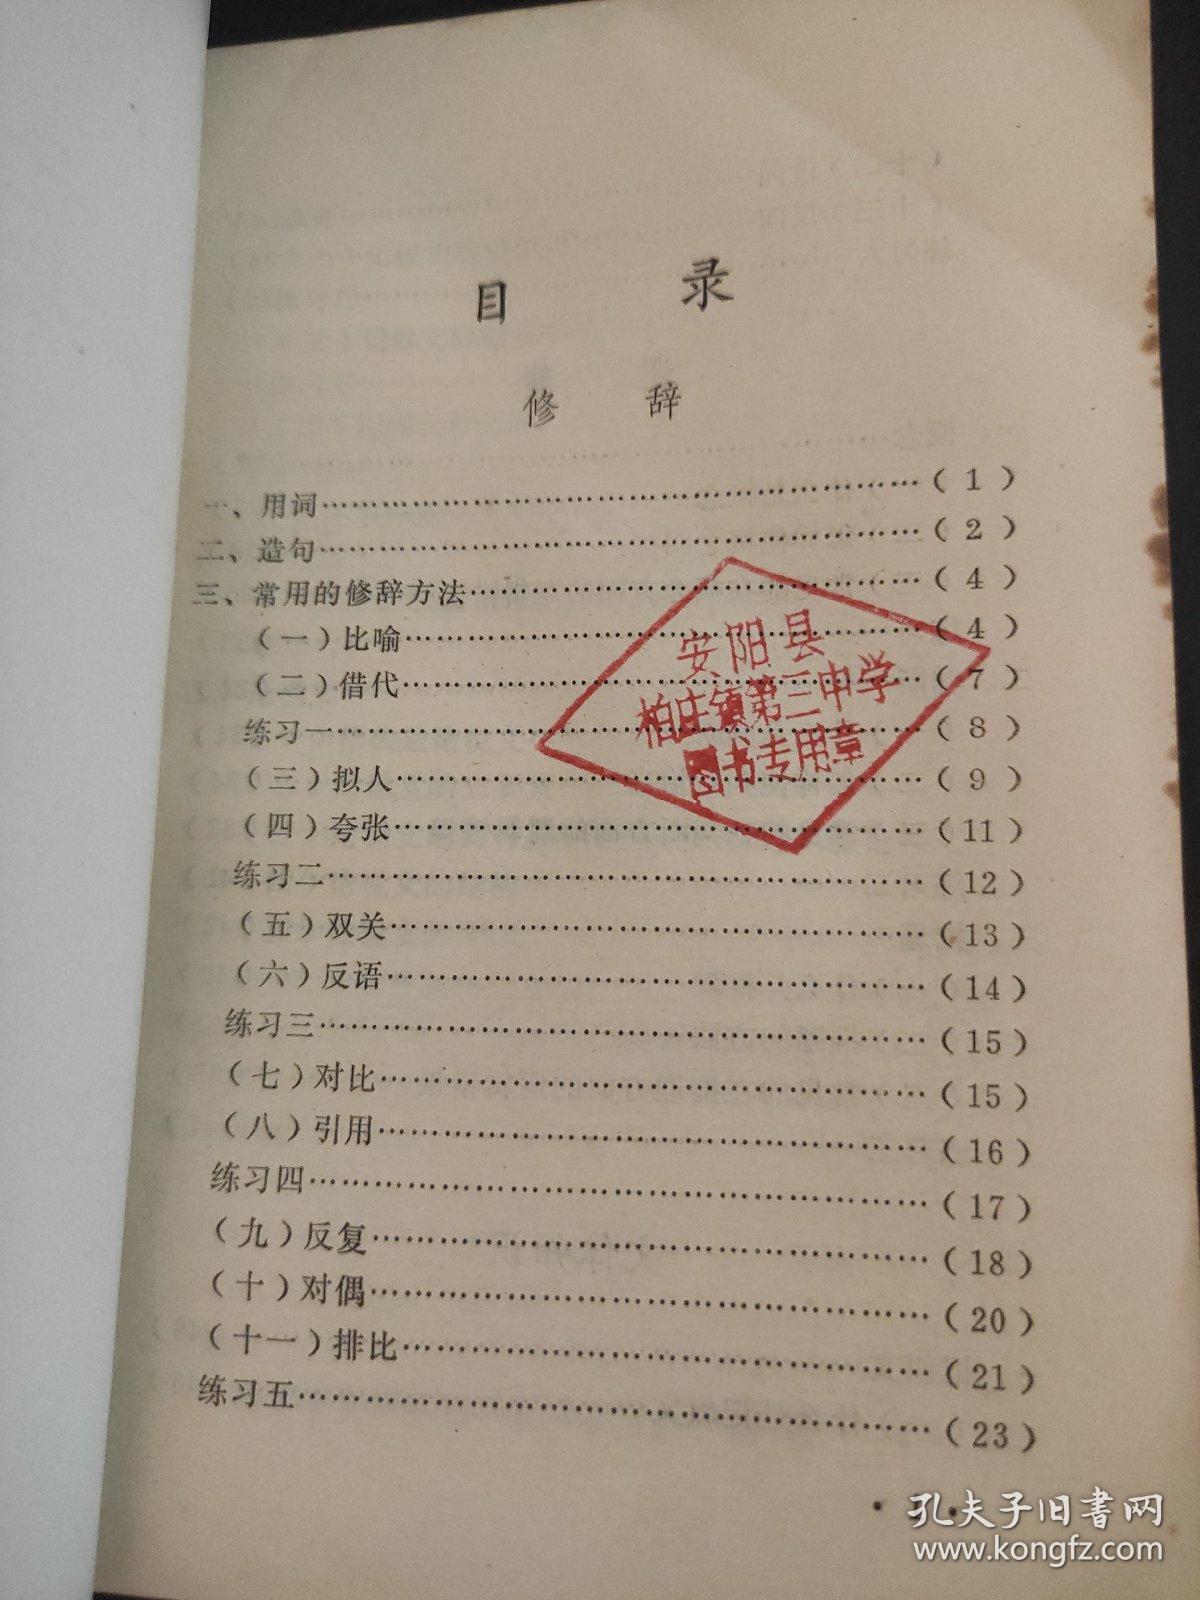 目 录
修 辞
一、用词……………………………………………（1）
二、造句……………………………………………（2）
三、常用的修辞方法………………………………（4）
（一）比喻…………………………………………（4）
（二）借代…………………………………………（7）
练习一………………………………………………（8）
（三）拟人…………………………………………（9）
（四）夸张…………………………………………（11）
练习二………………………………………………（12）
（五）双关…………………………………………（13）
（六）反语…………………………………………（14）
练习三………………………………………………（15）
（七）对比…………………………………………（15）
（八）引用…………………………………………（16）
练习四………………………………………………（17）
（九）反复…………………………………………（18）
（十）对偶…………………………………………（20）
（十一）排比………………………………………（21）
练习五………………………………………………（23）
安阳县
柏庄镇第三中学
图书专用章
孔夫子旧书网
www.kongfz.com